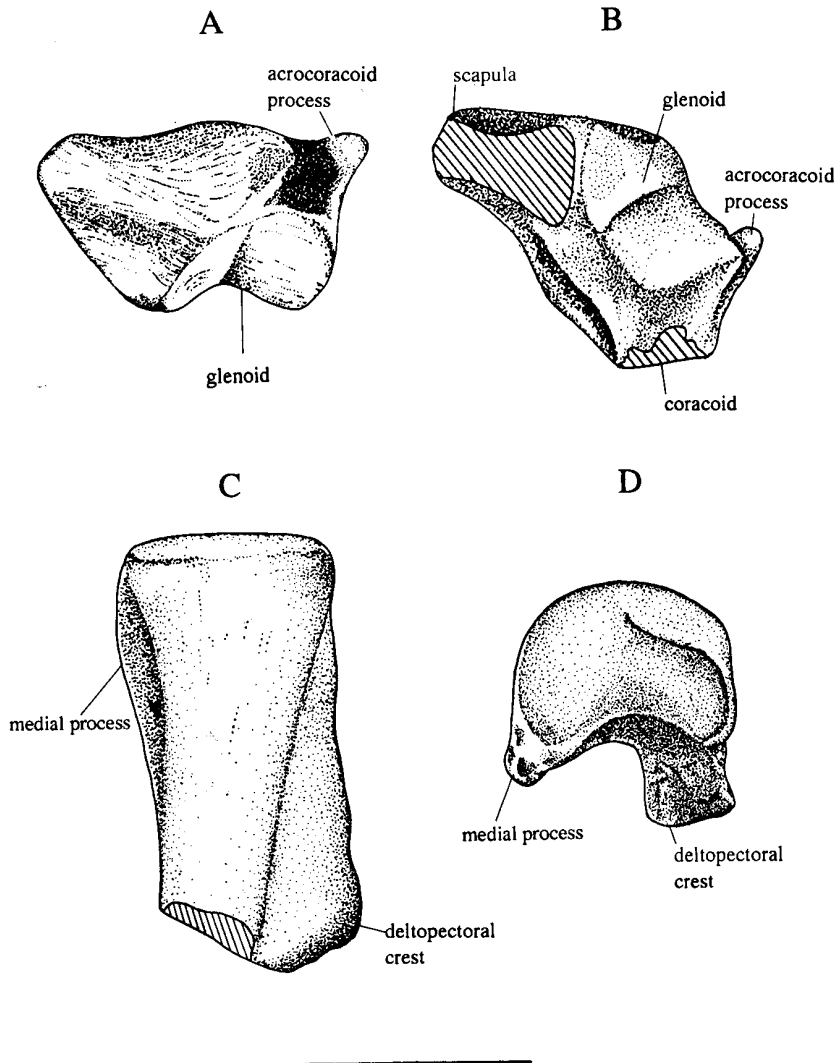 A
B
acrocoracoid
process
scapula
glenoid
acrocoracoid
process
glenoid
coracoid
C
D
medial process
medial process
deltopectoral
crest
deltopectoral
crest